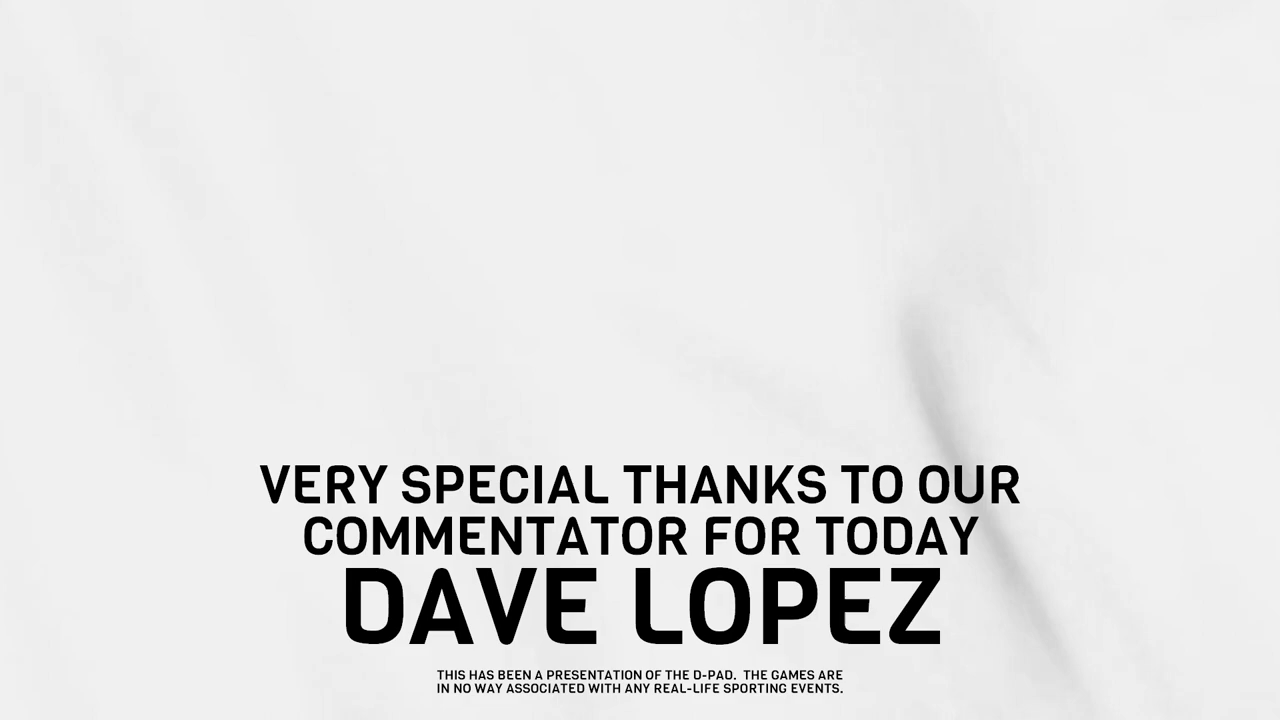 VERY SPECIAL THANKS TO OUR
COMMENTATOR FOR TODAY
DAVE LOPEZ
THIS HAS BEEN A PRESENTATION OF THE D-PAD. THE GAMES ARE
IN NO WAY ASSOCIATED WITH ANY REAL-LIFE SPORTING EVENTS.